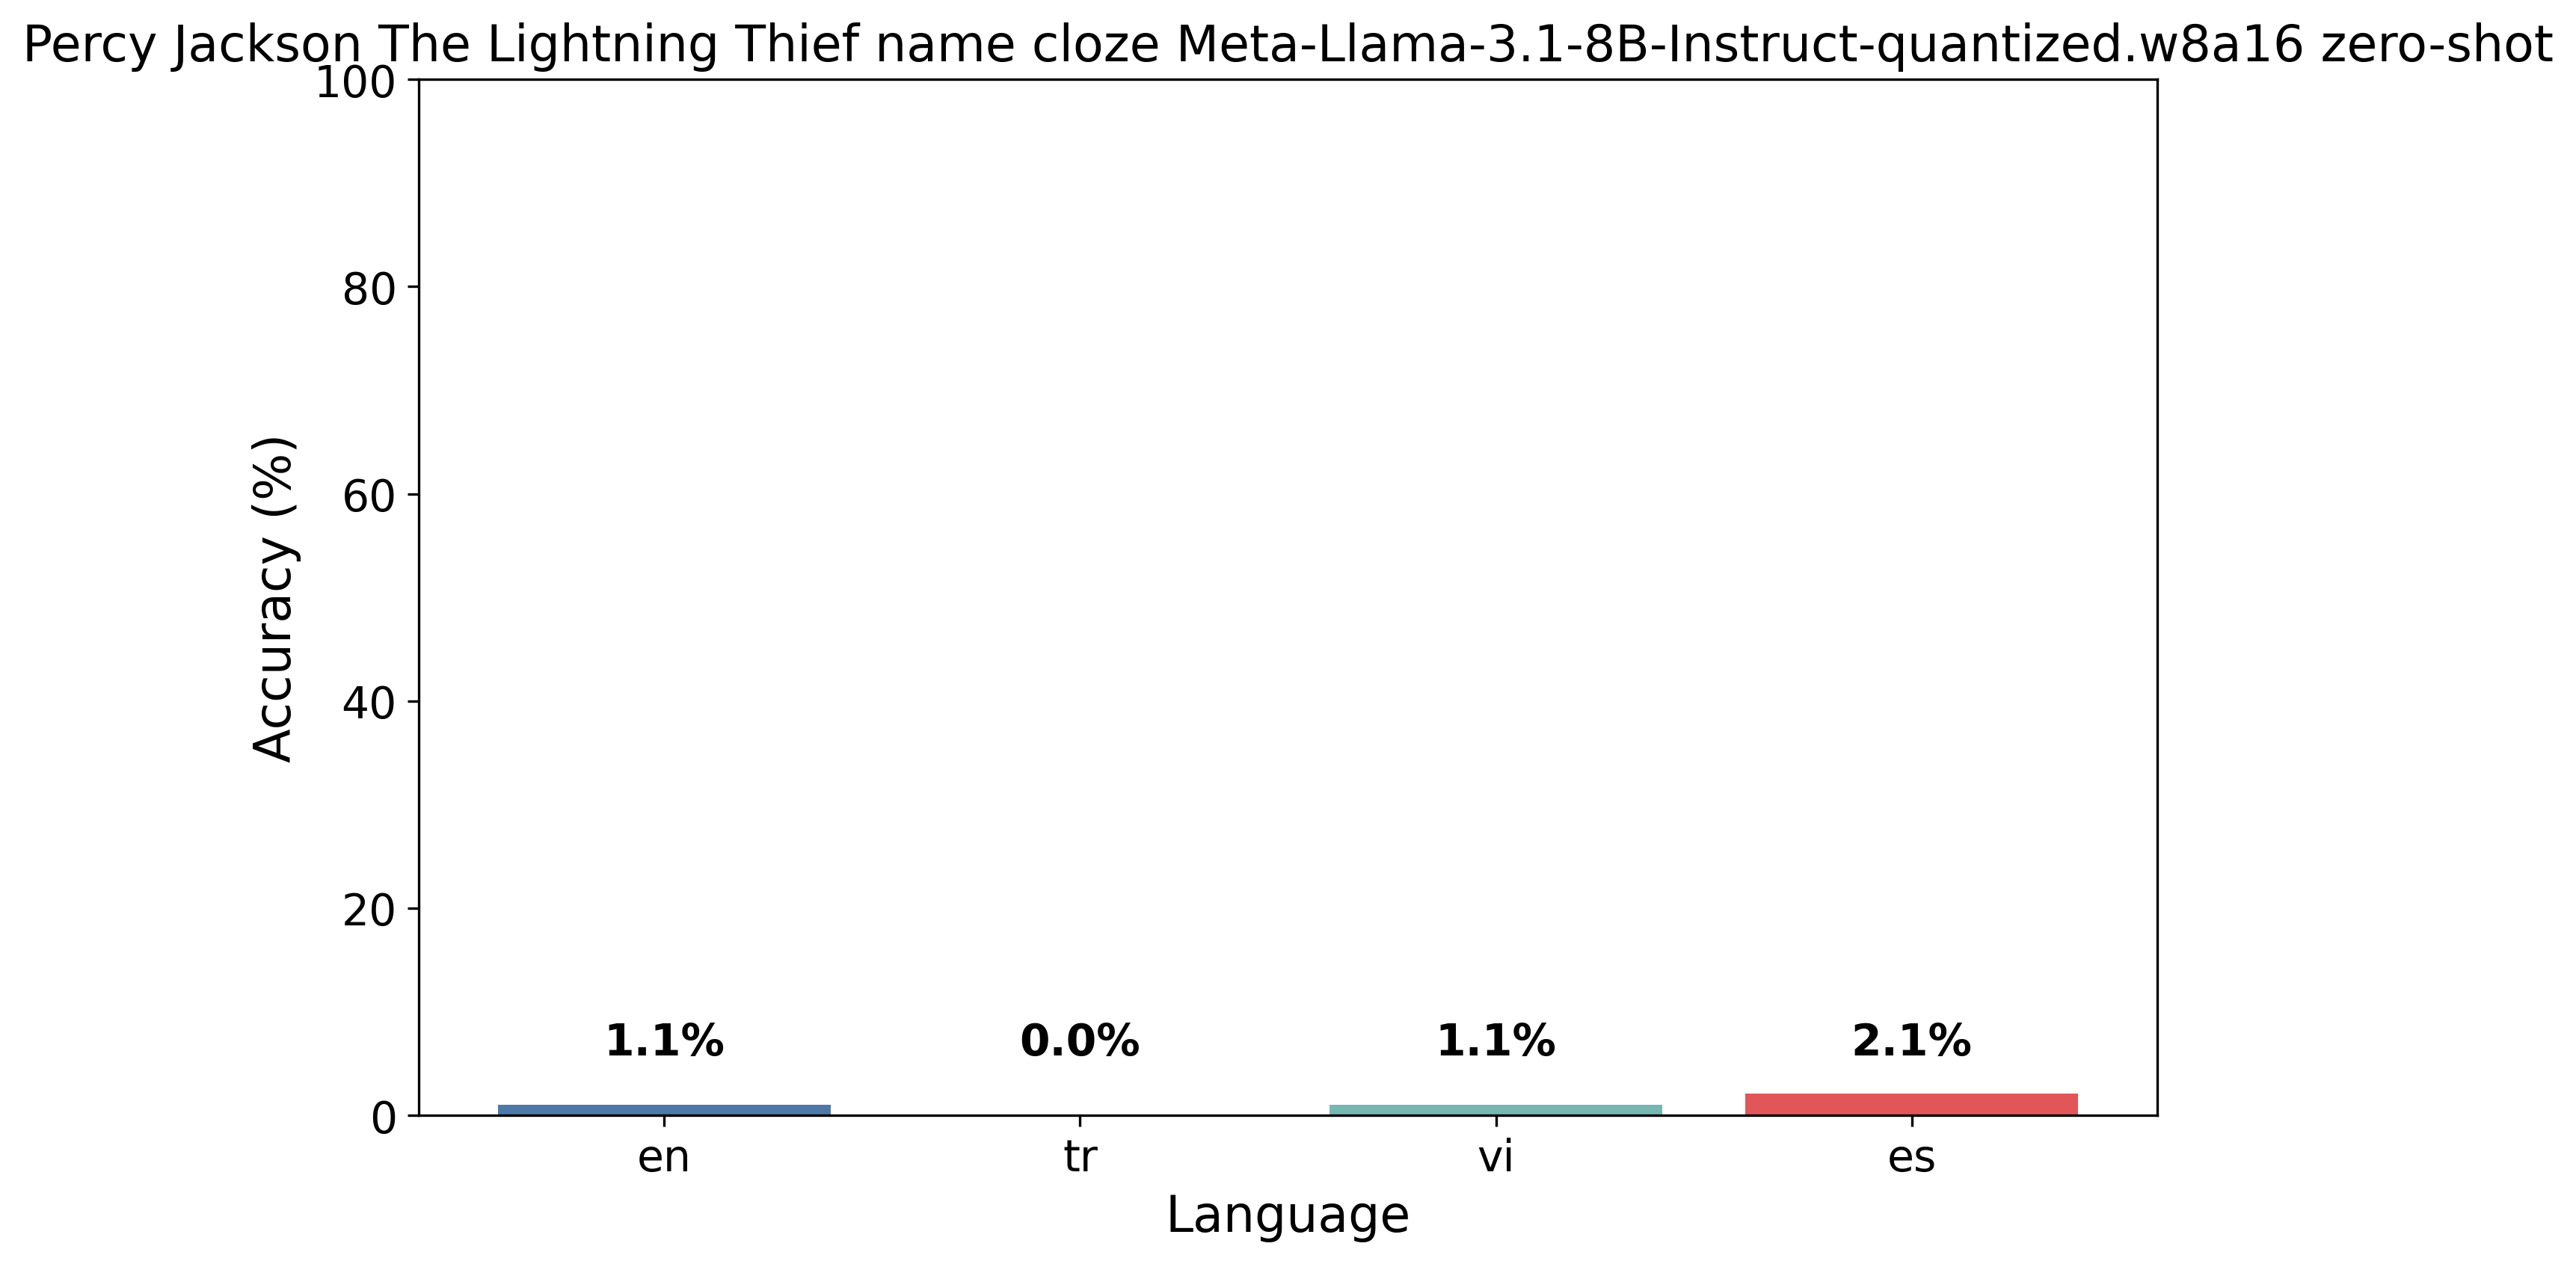 Percy Jackson The Lightning Thief name cloze Meta-Llama-3.1-8B-Instruct-quantized.w8a16 zero-shot
100
80
60
40
20
0
Accuracy (%)
1.1%
0.0%
1.1%
2.1%
en
tr
vi
es
Language